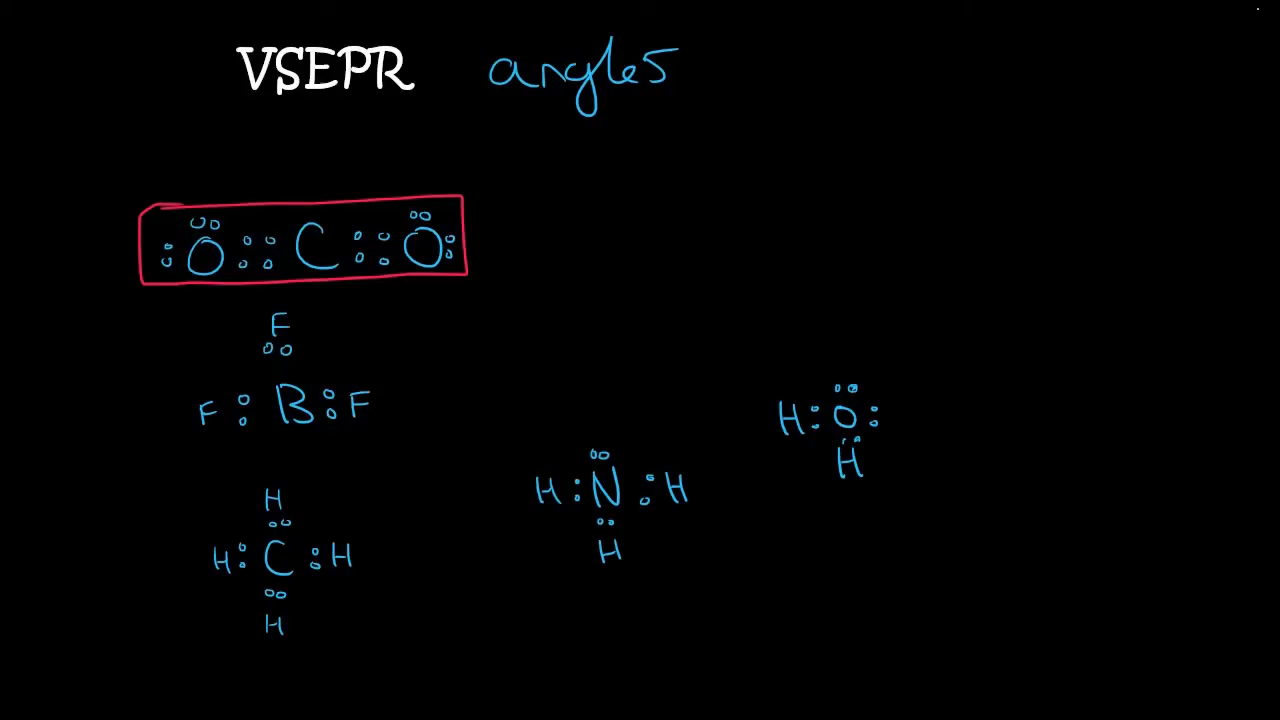 VSEPR angles
O C O
F
F B F
H O
H
H
H N H
H C H
H
H